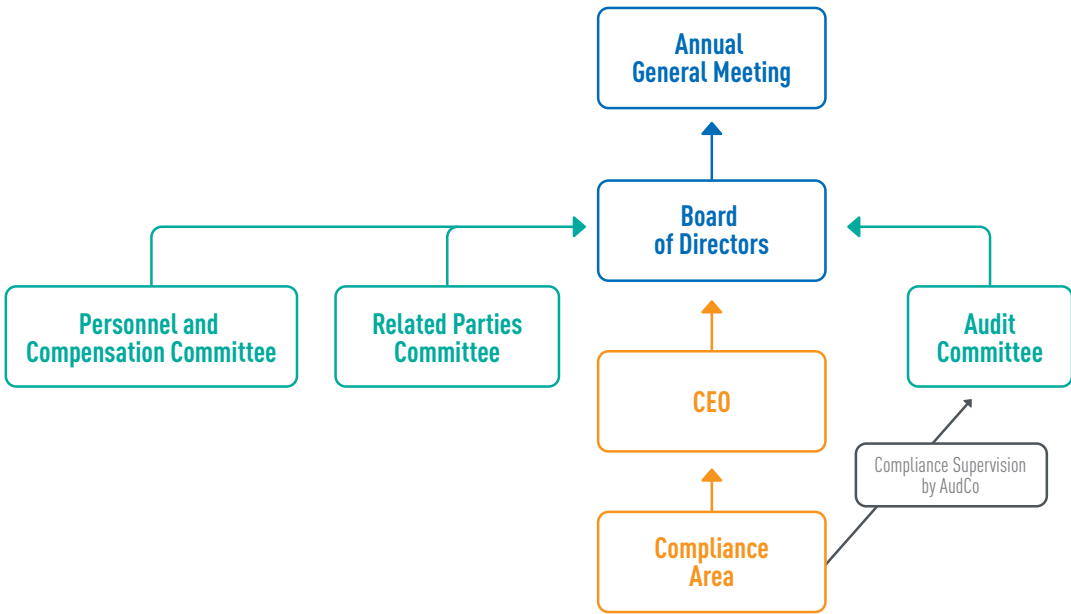 Annual
General Meeting
Board
of Directors
Personnel and
Compensation Committee
Related Parties
Committee
Audit
Committee
CEO
Compliance Supervision
by AudCo
Compliance
Area